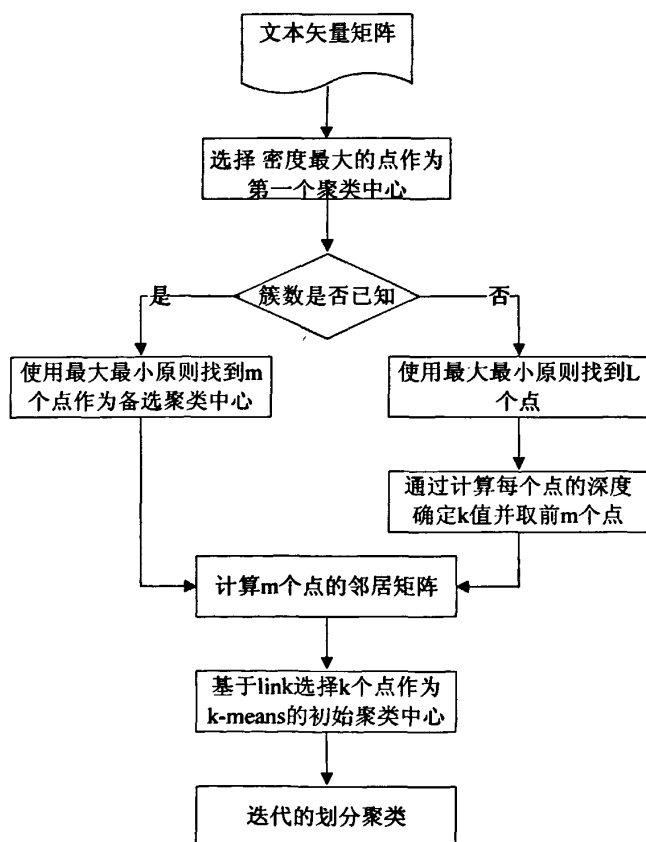 文本矢量矩阵
选择 密度最大的点作为
第一个聚类中心
簇数是否已知
是
否
使用最大最小原则找到m
个点作为备选聚类中心
使用最大最小原则找到L
个点
通过计算每个点的深度
确定k值并取前m个点
计算m个点的邻居矩阵
基于link选择k个点作为
k-means的初始聚类中心
迭代的划分聚类